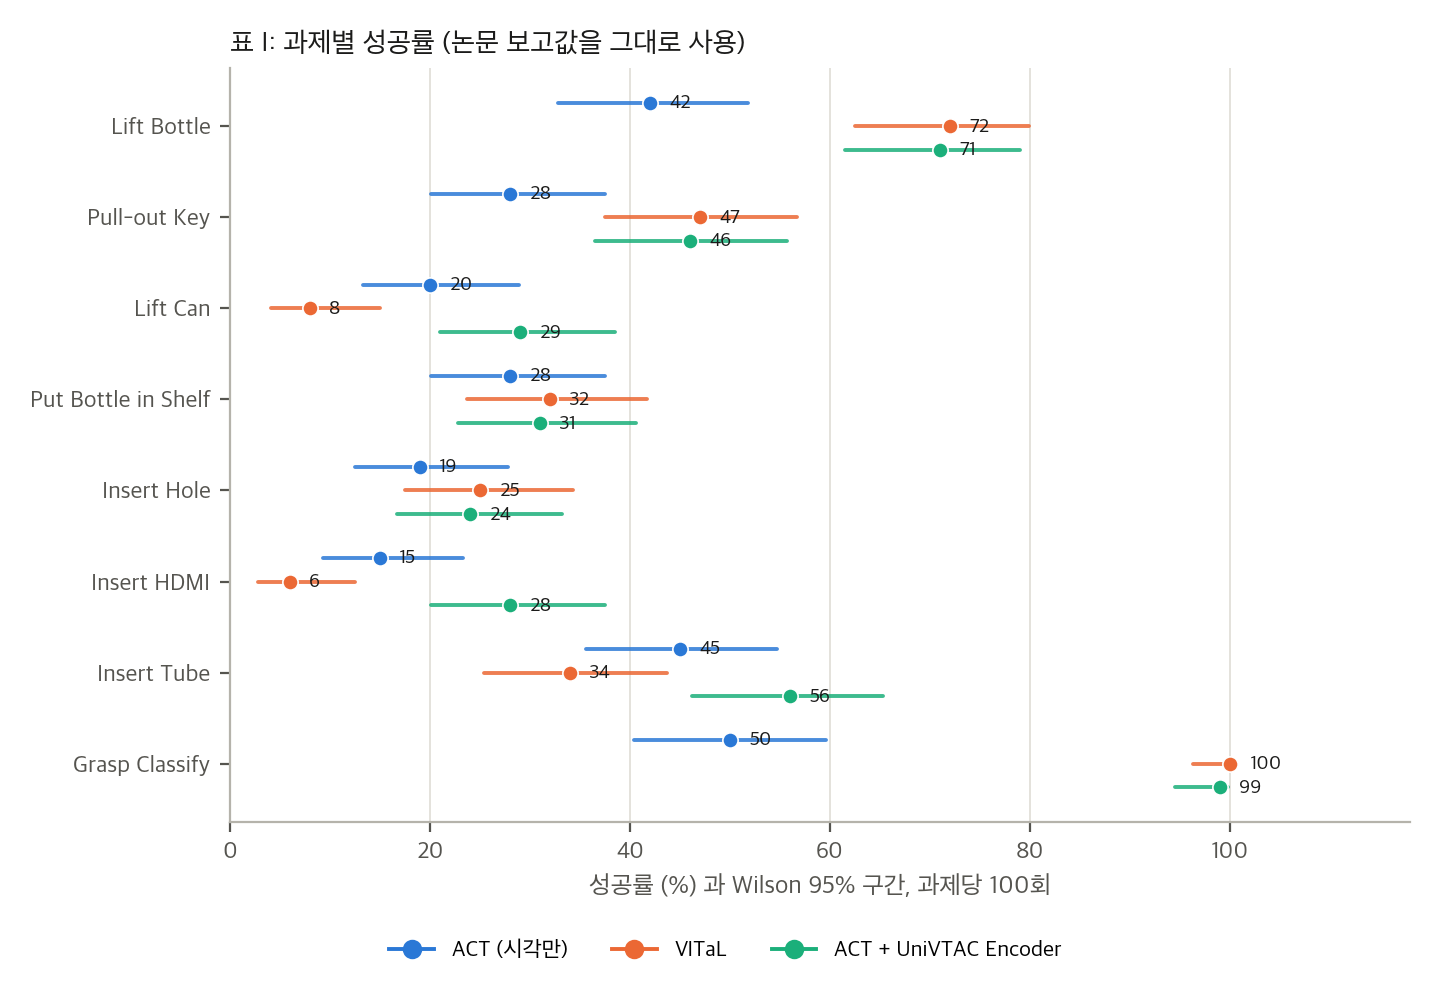 표 I: 과제별 성공률 (논문 보고값을 그대로 사용)
Lift Bottle
42
72
71
Pull-out Key
28
47
46
Lift Can
20
8
29
Put Bottle in Shelf
28
32
31
Insert Hole
19
25
24
Insert HDMI
15
6
28
Insert Tube
45
34
56
Grasp Classify
50
100
99
0 20 40 60 80 100
성공률 (%) 과 Wilson 95% 구간, 과제당 100회
ACT (시각만) VITaL ACT + UniVTAC Encoder